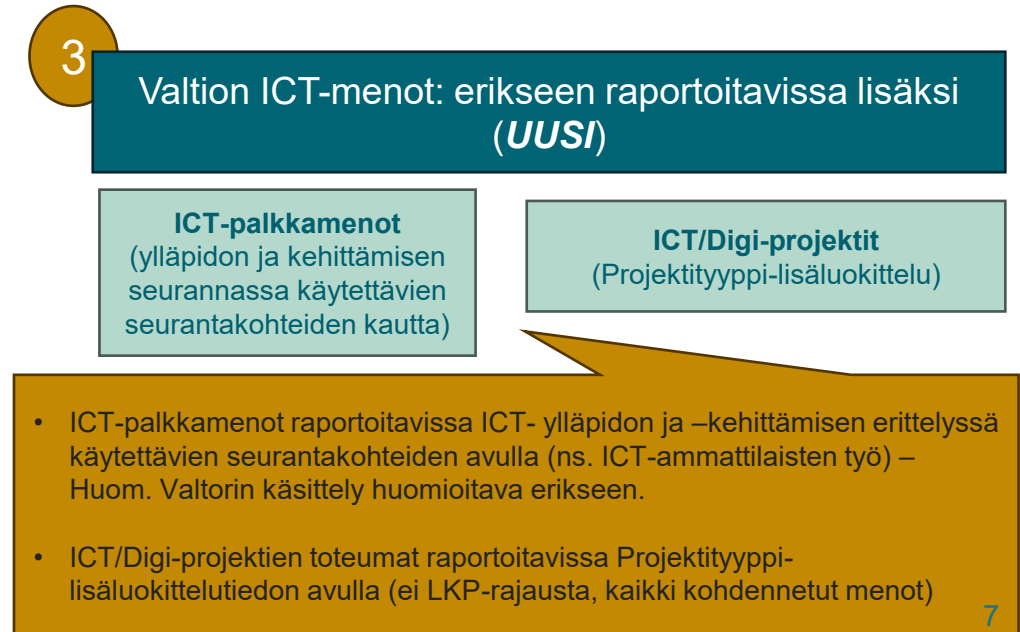 3
Valtion ICT-menot: erikseen raportoitavissa lisäksi
(UUSI)
ICT-palkkamenot
(ylläpidon ja kehittämisen
seurannassa käytettävien
seurantakohteiden kautta)
ICT/Digi-projektit
(Projektityyppi-lisäluokittelu)
• ICT-palkkamenot raportoitavissa ICT- ylläpidon ja –kehittämisen erittelyssä
käytettävien seurantakohteiden avulla (ns. ICT-ammattilaisten työ) –
Huom. Valtorin käsittely huomioitava erikseen.
• ICT/Digi-projektien toteumat raportoitavissa Projektityyppi-
lisäluokittelutiedon avulla (ei LKP-rajausta, kaikki kohdennetut menot)
7